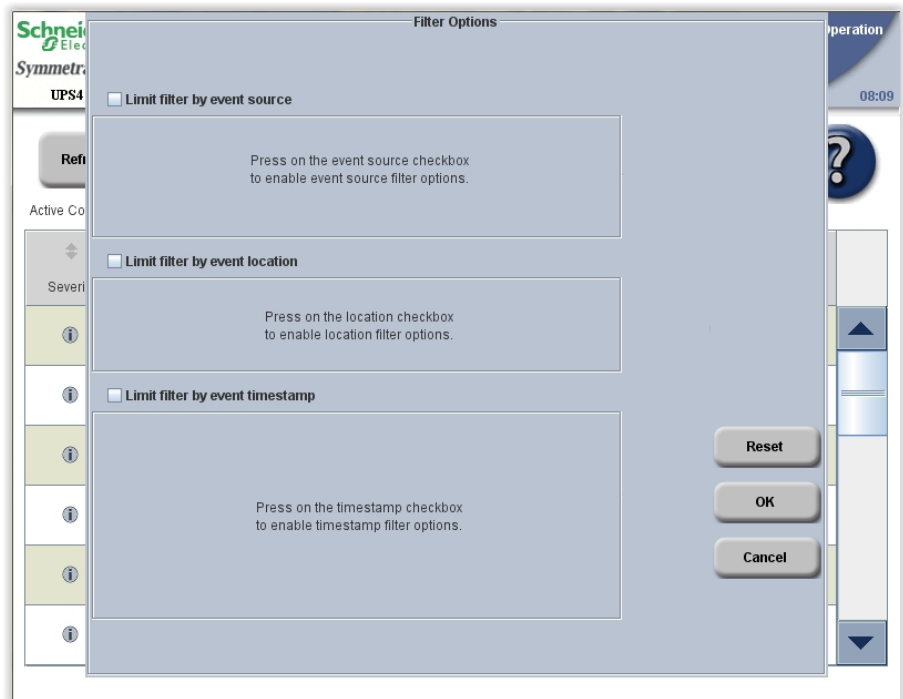 Filter Options
Schnei
Elec
Symmetra
UPS4
Operation
08:09
Limit filter by event source
Press on the event source checkbox
to enable event source filter options.
Refr
?
Active Co
Limit filter by event location
Severi
Press on the location checkbox
to enable location filter options.
Limit filter by event timestamp
Press on the timestamp checkbox
to enable timestamp filter options.
Reset
OK
Cancel